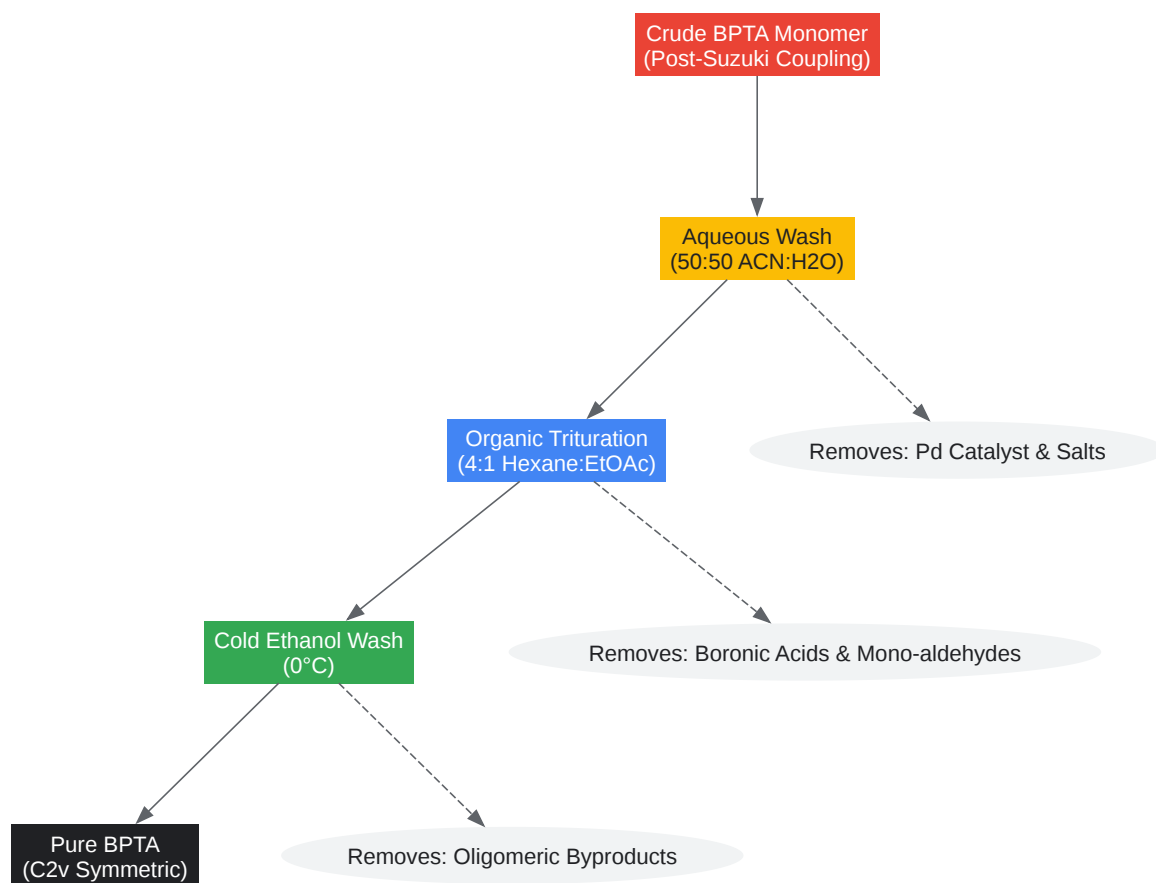 Crude BPTA Monomer
(Post-Suzuki Coupling)
Aqueous Wash
(50:50 ACN:H2O)
Organic Trituration
(4:1 Hexane:EtOAc)
Removes: Pd Catalyst & Salts
Cold Ethanol Wash
(0°C)
Removes: Boronic Acids & Mono-aldehydes
Pure BPTA
(C2v Symmetric)
Removes: Oligomeric Byproducts